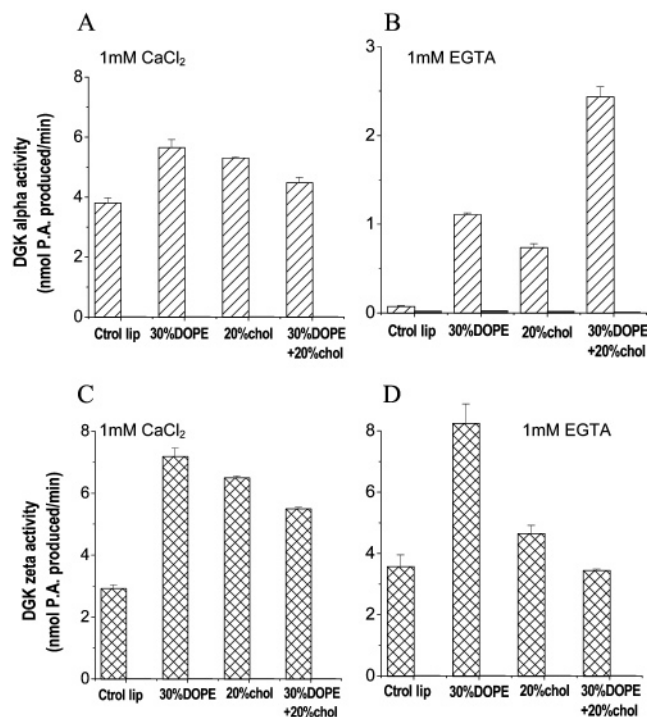 A
B
1mM CaCl₂
1mM EGTA
DGK alpha activity
(nmol P.A. produced/min)
8
6
4
2
0
3
2
1
0
Ctrol lip 30%DOPE 20%chol 30%DOPE
+20%chol
Ctrol lip 30%DOPE 20%chol 30%DOPE
+20%chol
C
D
1mM CaCl₂
1mM EGTA
DGK zeta activity
(nmol P.A. produced/min)
8
6
4
2
0
8
6
4
2
0
Ctrol lip 30%DOPE 20%chol 30%DOPE
+20%chol
Ctrol lip 30%DOPE 20%chol 30%DOPE
+20%chol